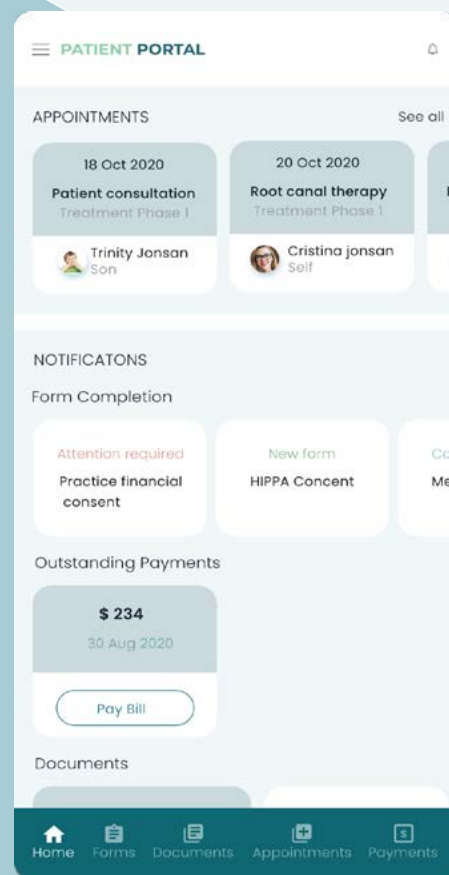 PATIENT PORTAL
APPOINTMENTS See all
18 Oct 2020
Patient consultation
Treatment Phase 1
Trinity Jonsan
Son
20 Oct 2020
Root canal therapy
Treatment Phase 1
Cristina jonsan
Self
NOTIFICATONS
Form Completion
Attention required
Practice financial
consent
New form
HIPPA Concent
Outstanding Payments
$ 234
30 Aug 2020
Pay Bill
Documents
Home Forms Documents Appointments Payments